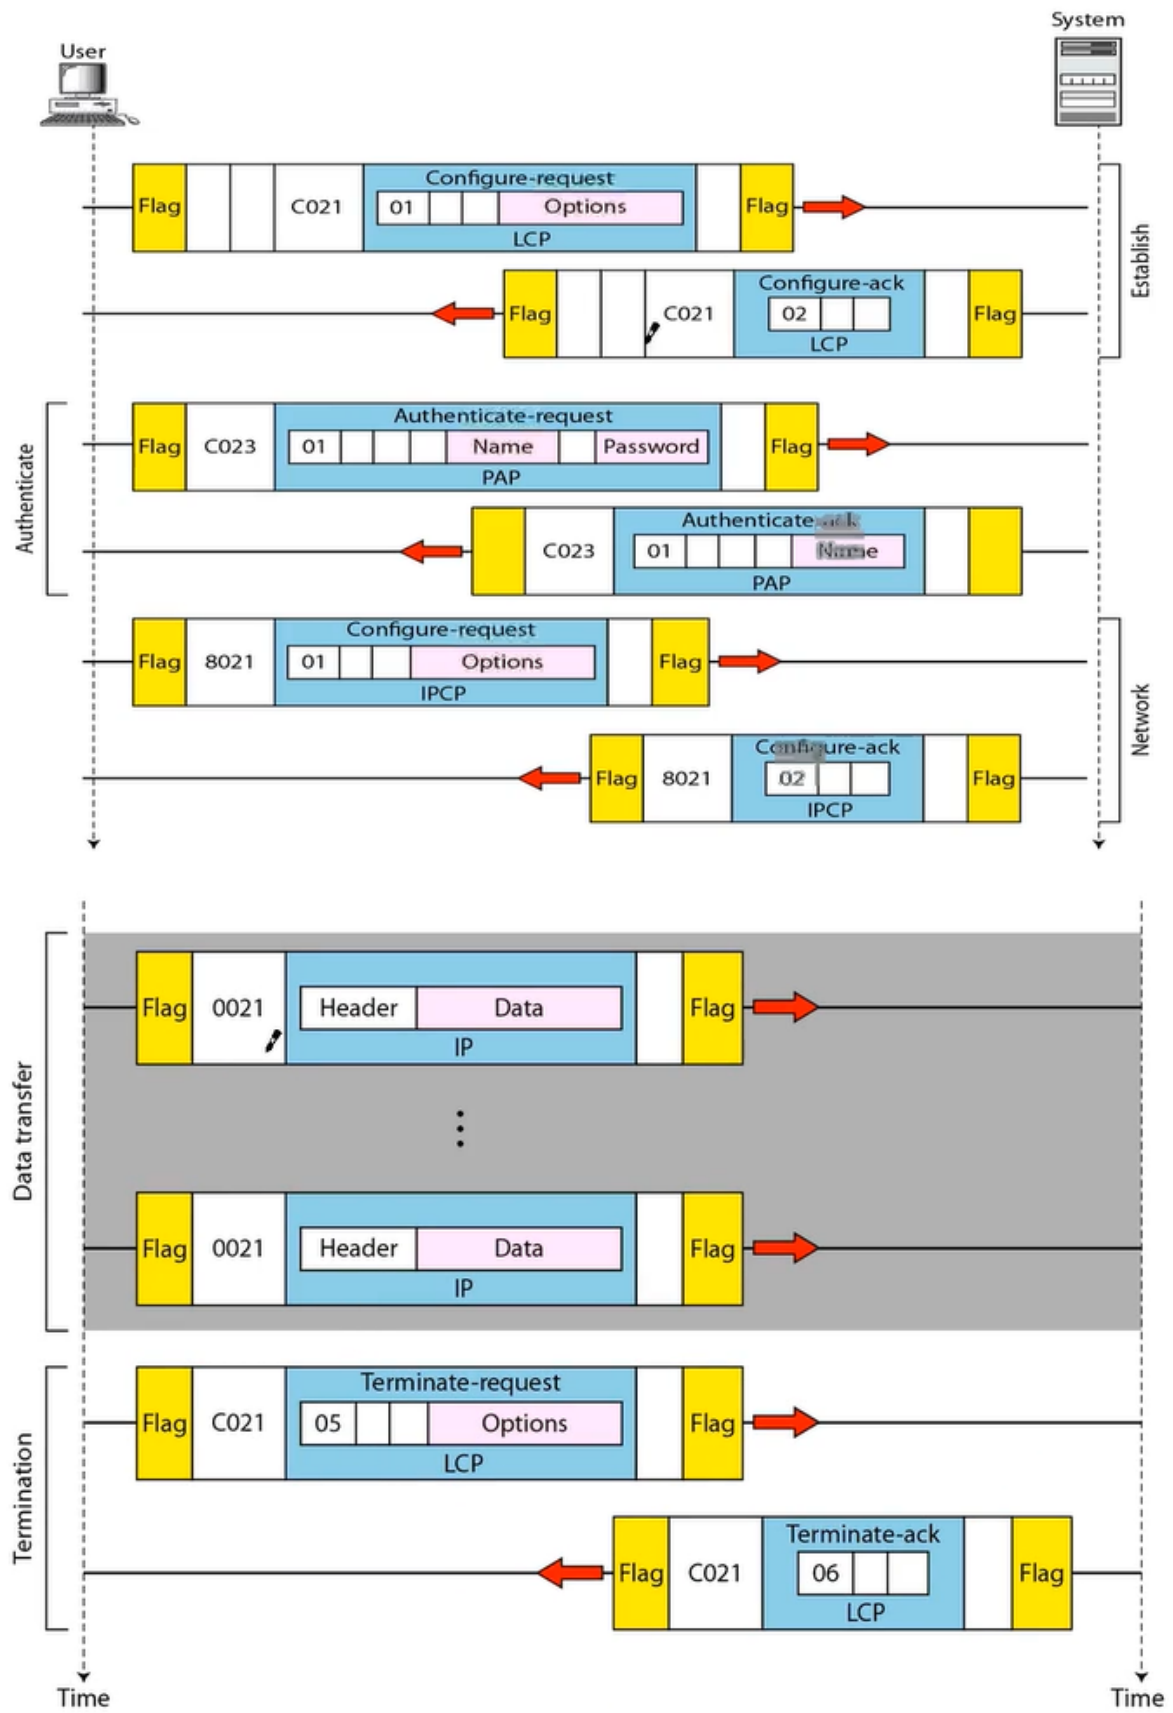 System
User
Configure-request
Flag C021 01 Options Flag
LCP
Establish
Configure-ack
Flag C021 02 Flag
LCP
Authenticate
Authenticate-request
Flag C023 01 Name Password Flag
PAP
Authenticate-ack
C023 01 Name
PAP
Configure-request
Flag 8021 01 Options Flag
IPCP
Network
Configure-ack
Flag 8021 02 Flag
IPCP
Data transfer
Flag 0021 Header Data Flag
IP
Flag 0021 Header Data Flag
IP
Termination
Terminate-request
Flag C021 05 Options Flag
LCP
Terminate-ack
Flag C021 06 Flag
LCP
Time Time